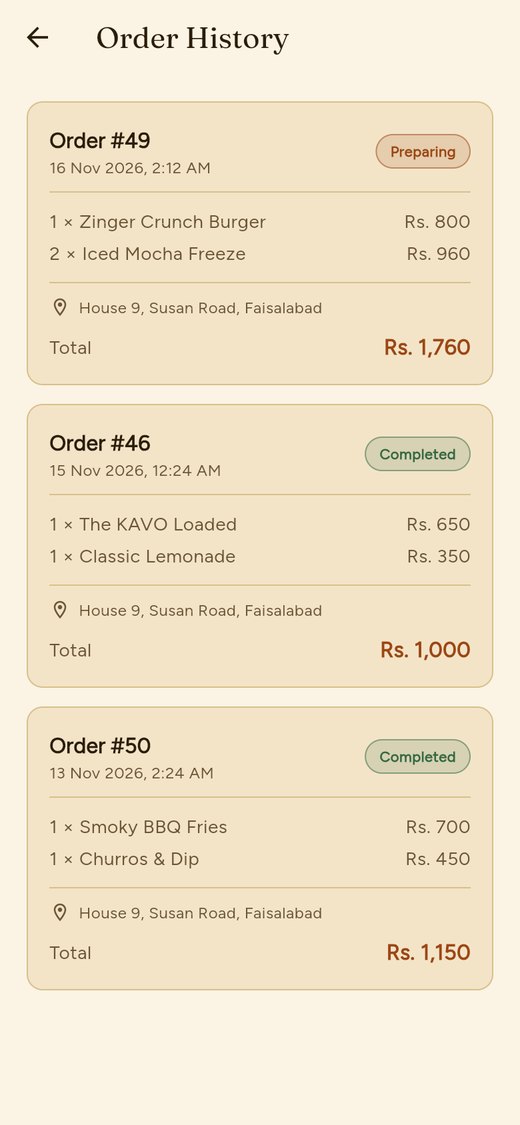 Order History
Order #49
Preparing
16 Nov 2026, 2:12 AM
1 × Zinger Crunch Burger Rs. 800
2 × Iced Mocha Freeze Rs. 960
House 9, Susan Road, Faisalabad
Total Rs. 1,760
Order #46
Completed
15 Nov 2026, 12:24 AM
1 × The KAVO Loaded Rs. 650
1 × Classic Lemonade Rs. 350
House 9, Susan Road, Faisalabad
Total Rs. 1,000
Order #50
Completed
13 Nov 2026, 2:24 AM
1 × Smoky BBQ Fries Rs. 700
1 × Churros & Dip Rs. 450
House 9, Susan Road, Faisalabad
Total Rs. 1,150